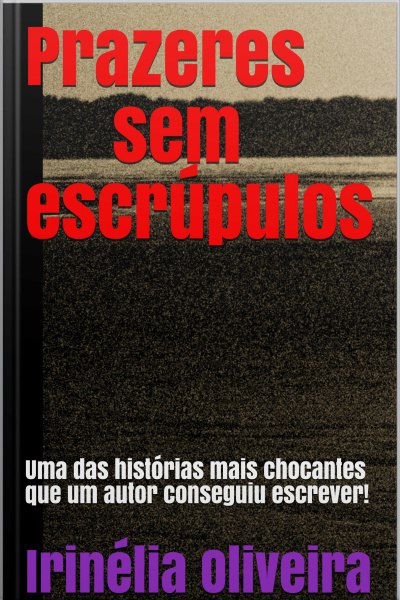 Prazeres
sem
escrúpulos
Uma das histórias mais chocantes
que um autor conseguiu escrever!
Irinélia Oliveira